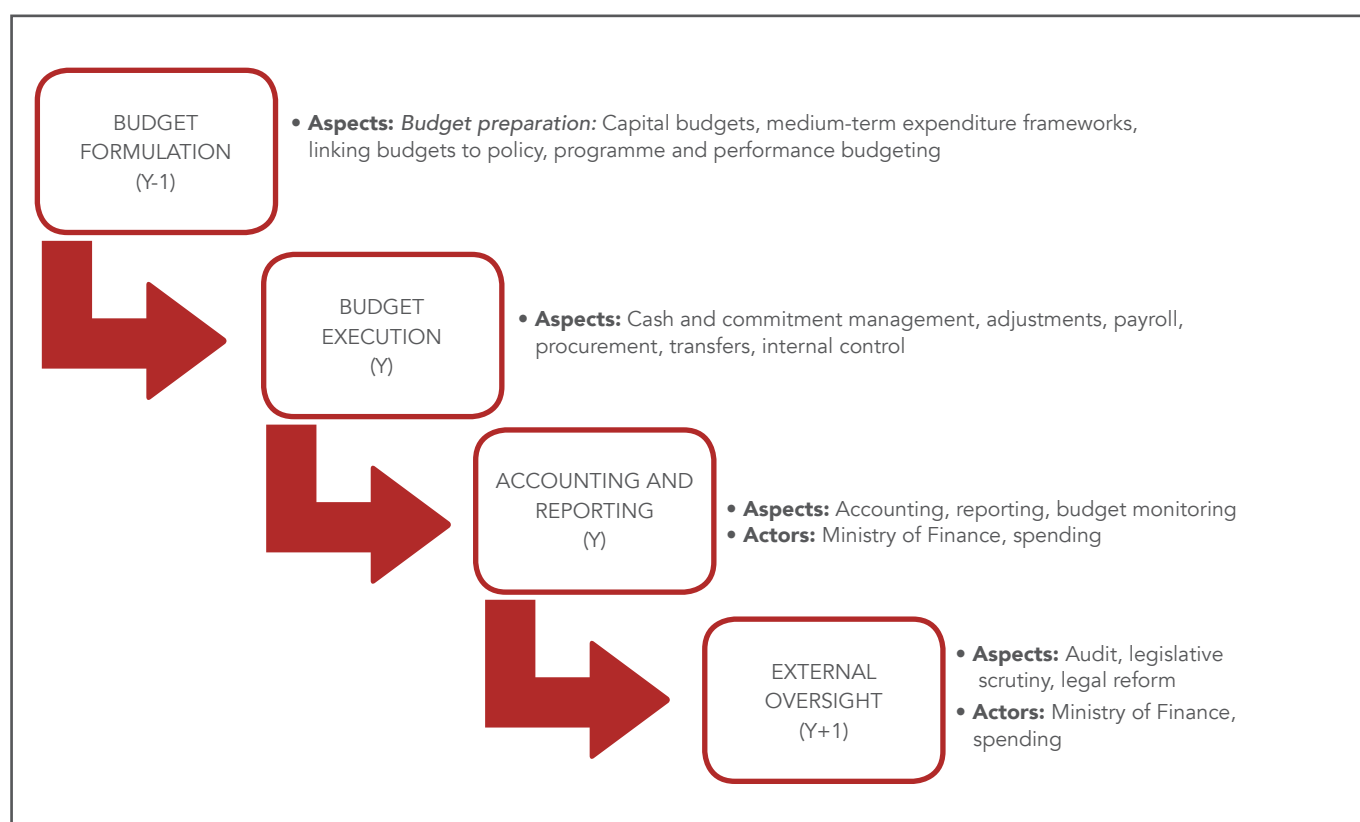 BUDGET
FORMULATION
(Y-1)
• Aspects: Budget preparation: Capital budgets, medium-term expenditure frameworks,
linking budgets to policy, programme and performance budgeting
BUDGET
EXECUTION
(Y)
• Aspects: Cash and commitment management, adjustments, payroll,
procurement, transfers, internal control
ACCOUNTING AND
REPORTING
(Y)
• Aspects: Accounting, reporting, budget monitoring
• Actors: Ministry of Finance, spending
EXTERNAL
OVERSIGHT
(Y+1)
• Aspects: Audit, legislative
scrutiny, legal reform
• Actors: Ministry of Finance,
spending